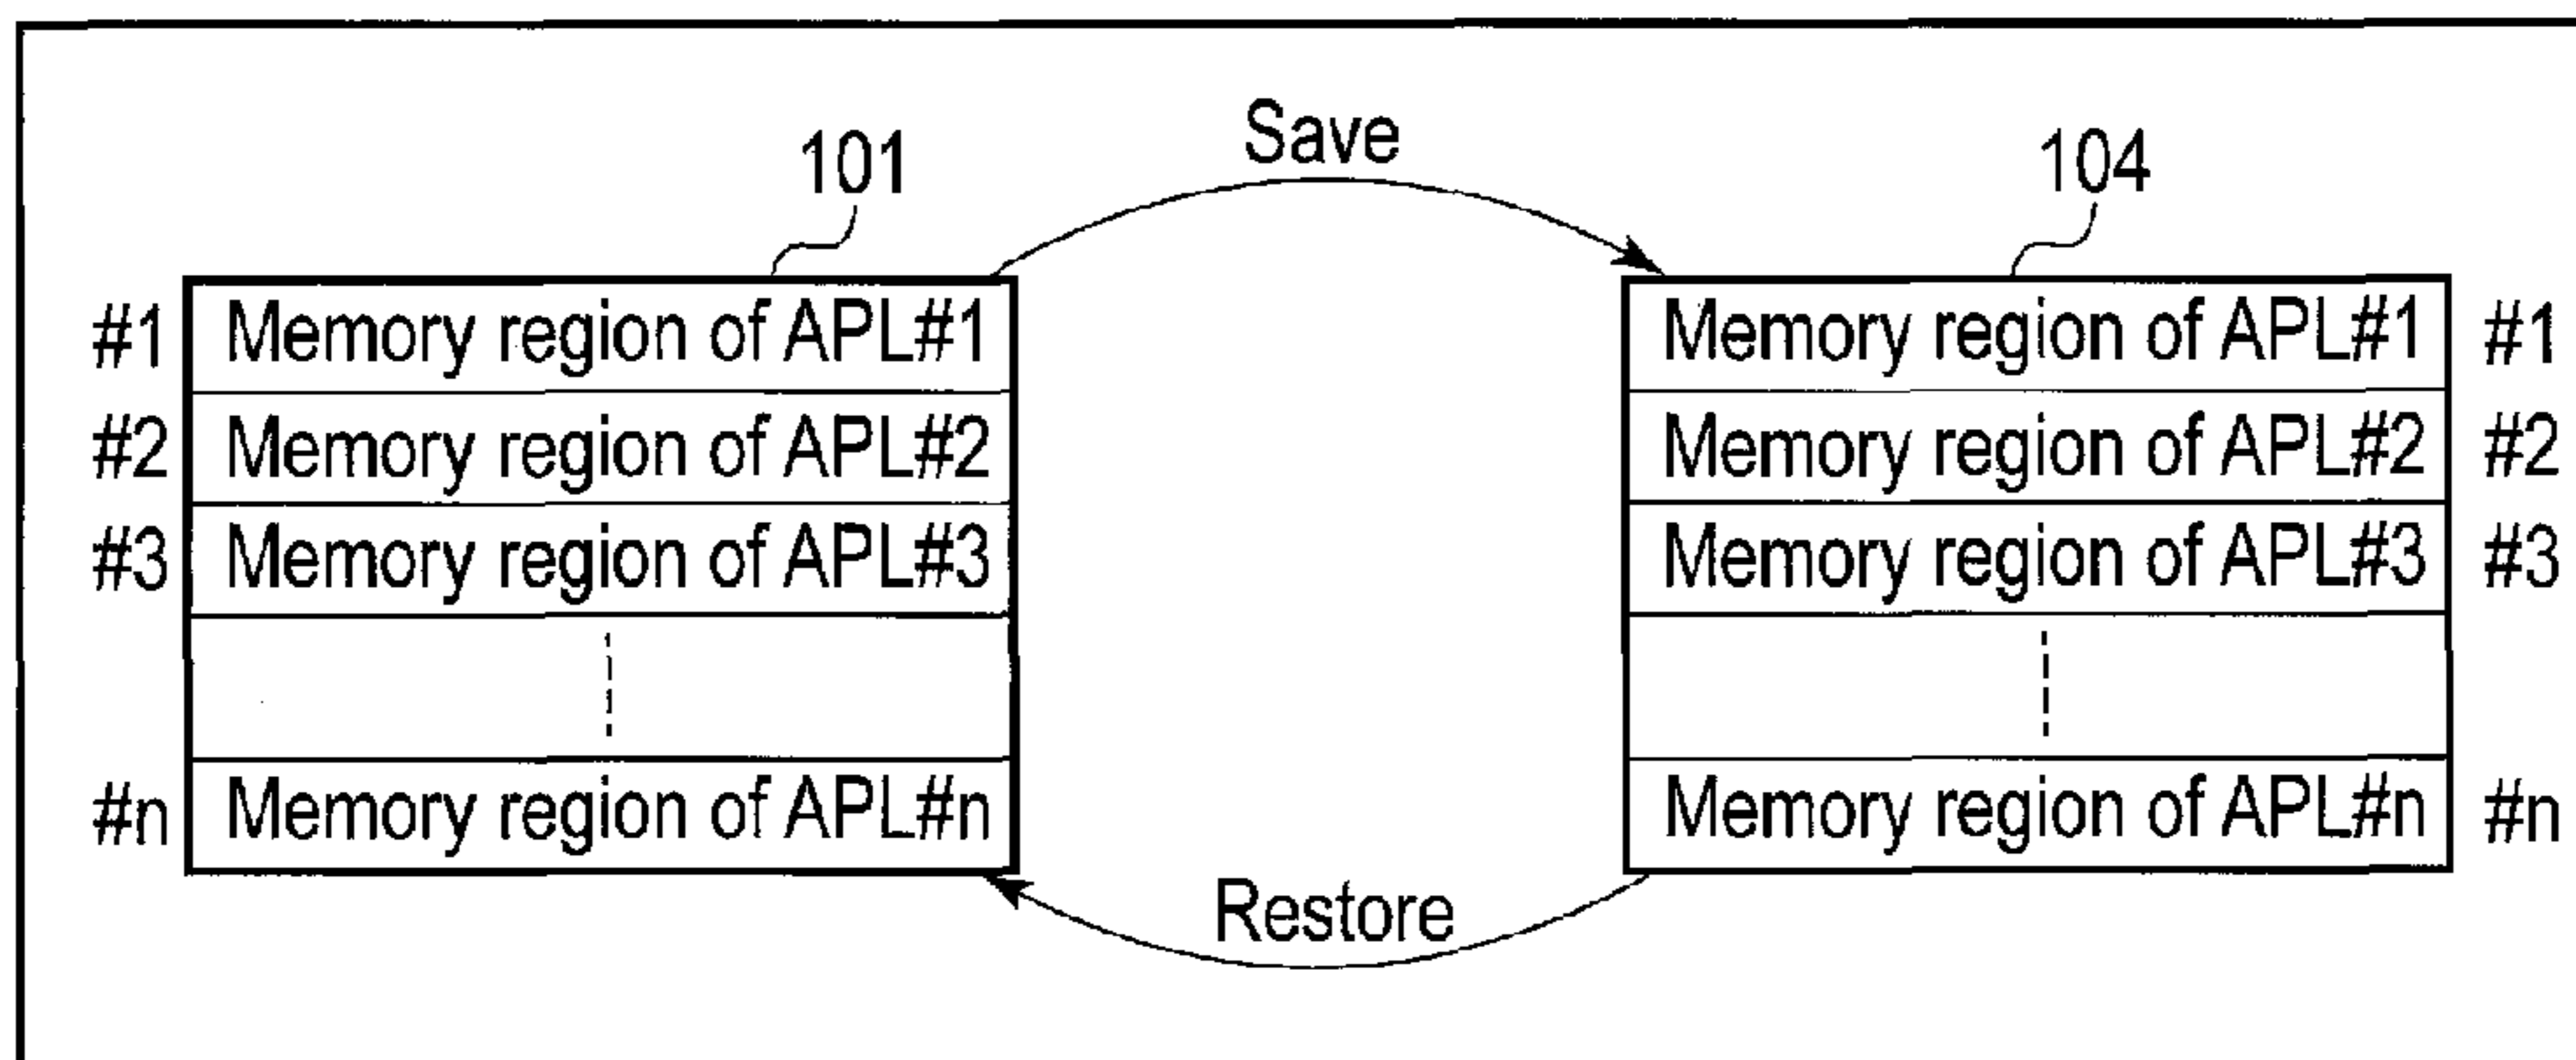 Save
101
104
#1 Memory region of APL#1 Memory region of APL#1 #1
#2 Memory region of APL#2 Memory region of APL#2 #2
#3 Memory region of APL#3 Memory region of APL#3 #3
#n Memory region of APL#n Memory region of APL#n #n
Restore